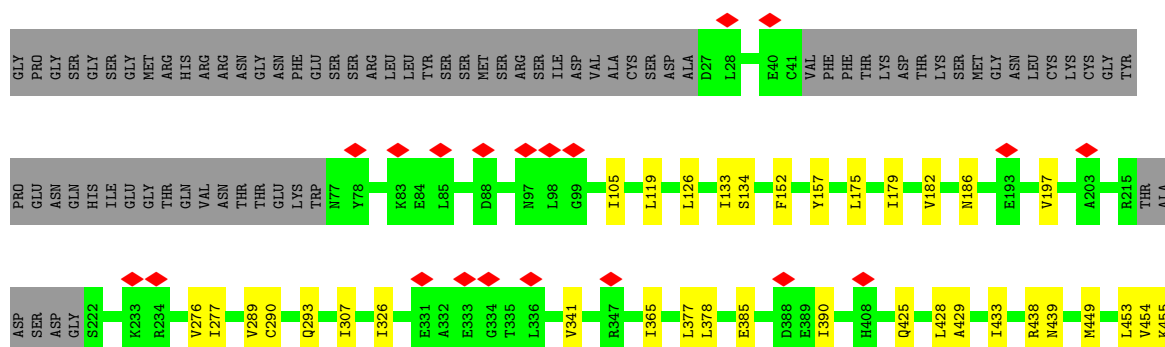 GLY PRO GLY SER GLY SER GLY MET ARG HIS ARG ARG ASN GLY ASN PHE GLU SER SER ARG LEU LEU TYR SER SER MET SER ARG SER ILE ASP VAL ALA CYS SER ASP ALA D27 L28 E40 C41 VAL PHE PHE THR LYS ASP THR LYS SER MET GLY ASN LEU CYS LYS CYS GLY TYR
PRO GLU ASN GLN HIS ILE GLU GLY THR GLN VAL ASN THR THR GLU LYS TRP N77 Y78 K83 E84 L85 D88 N97 L98 G99 I105 L119 L126 I133 S134 F152 Y157 L175 I179 V182 N186 E193 V197 A203 R215 THR ALA
ASP SER ASP GLY S222 K233 R234 V276 I277 V289 C290 Q293 I307 I326 E331 A332 E333 G334 T335 L336 V341 R347 I365 L377 L378 E385 D388 E389 I390 H408 Q425 L428 A429 I433 R438 N439 M449 L453 V454 K455